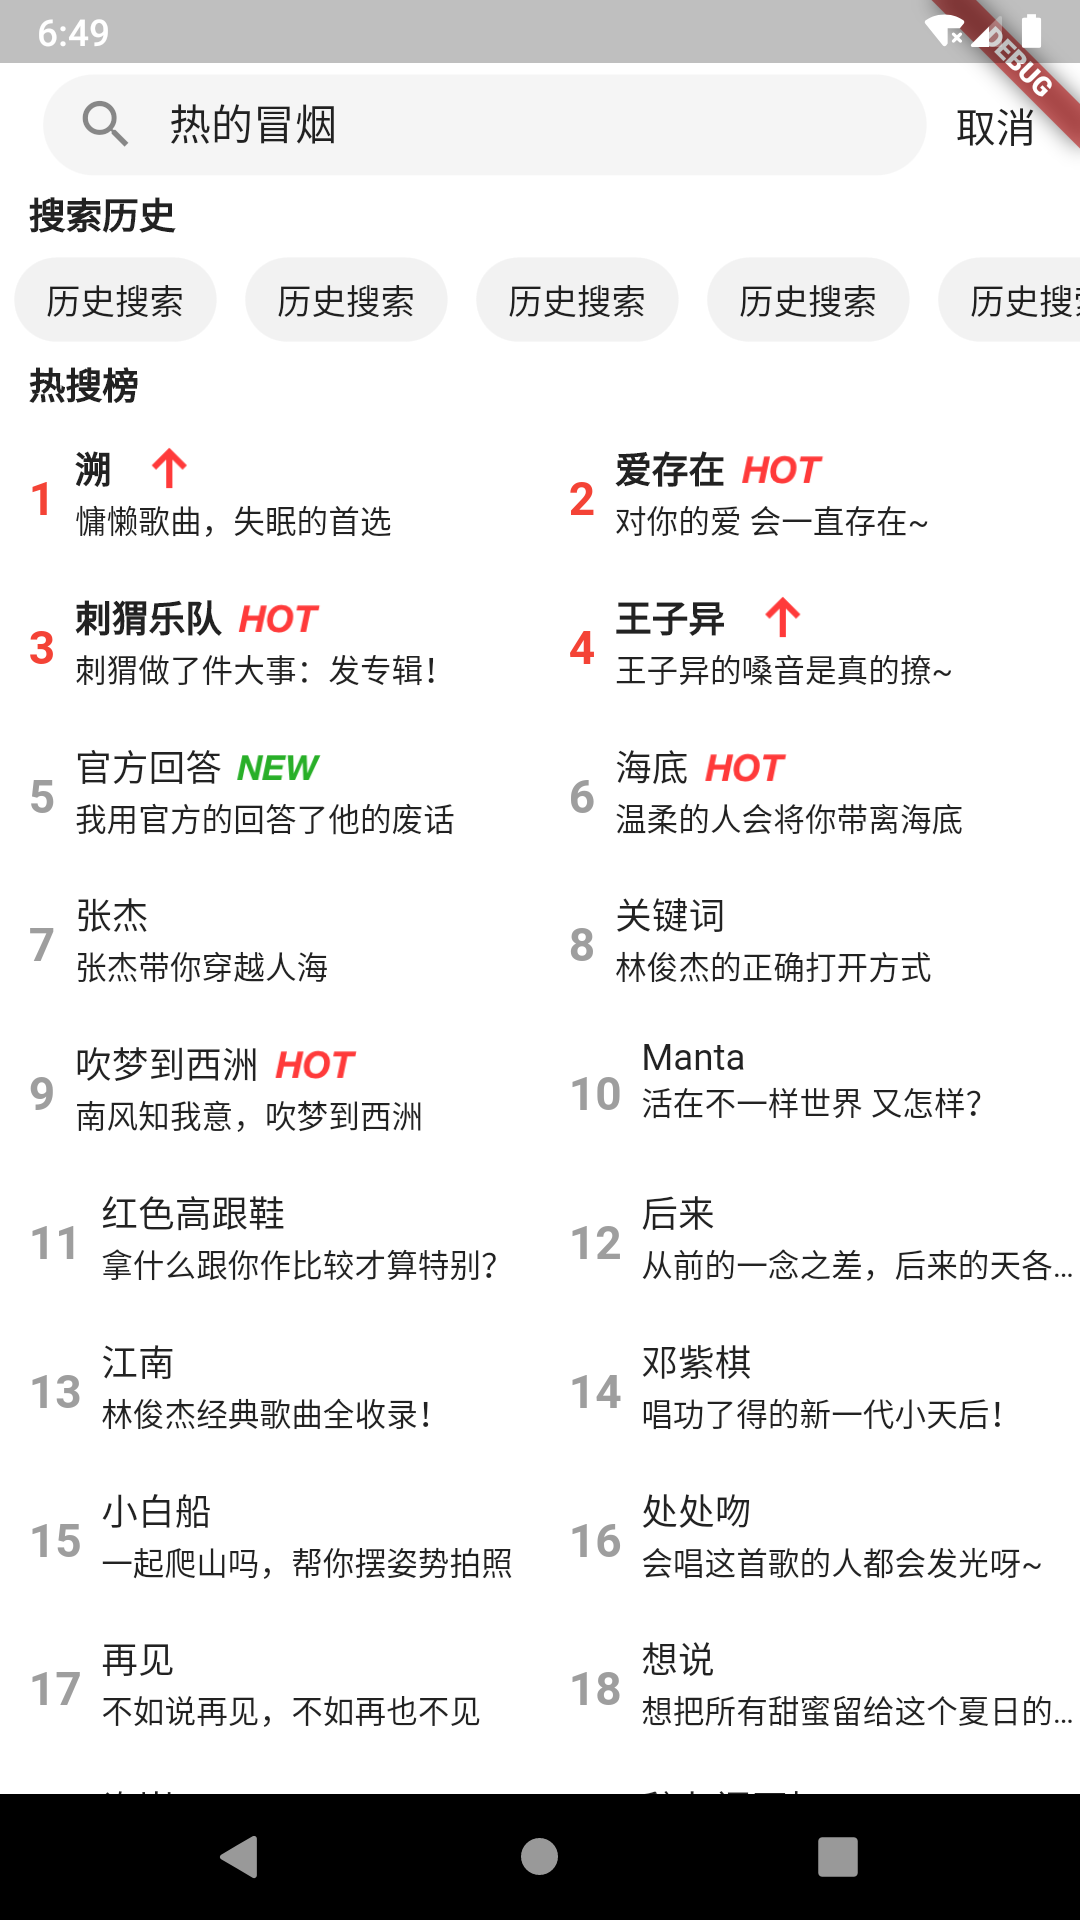 6:49
DEBUG
热的冒烟
取消
搜索历史
历史搜索 历史搜索 历史搜索 历史搜索 历史搜
热搜榜
1 溯
慵懒歌曲，失眠的首选
2 爱存在 HOT
对你的爱 会一直存在~
3 刺猬乐队 HOT
刺猬做了件大事：发专辑！
4 王子异
王子异的嗓音是真的撩~
5 官方回答 NEW
我用官方的回答了他的废话
6 海底 HOT
温柔的人会将你带离海底
7 张杰
张杰带你穿越人海
8 关键词
林俊杰的正确打开方式
9 吹梦到西洲 HOT
南风知我意，吹梦到西洲
10 Manta
活在不一样世界 又怎样？
11 红色高跟鞋
拿什么跟你作比较才算特别？
12 后来
从前的一念之差，后来的天各...
13 江南
林俊杰经典歌曲全收录！
14 邓紫棋
唱功了得的新一代小天后！
15 小白船
一起爬山吗，帮你摆姿势拍照
16 处处吻
会唱这首歌的人都会发光呀~
17 再见
不如说再见，不如再也不见
18 想说
想把所有甜蜜留给这个夏日的...